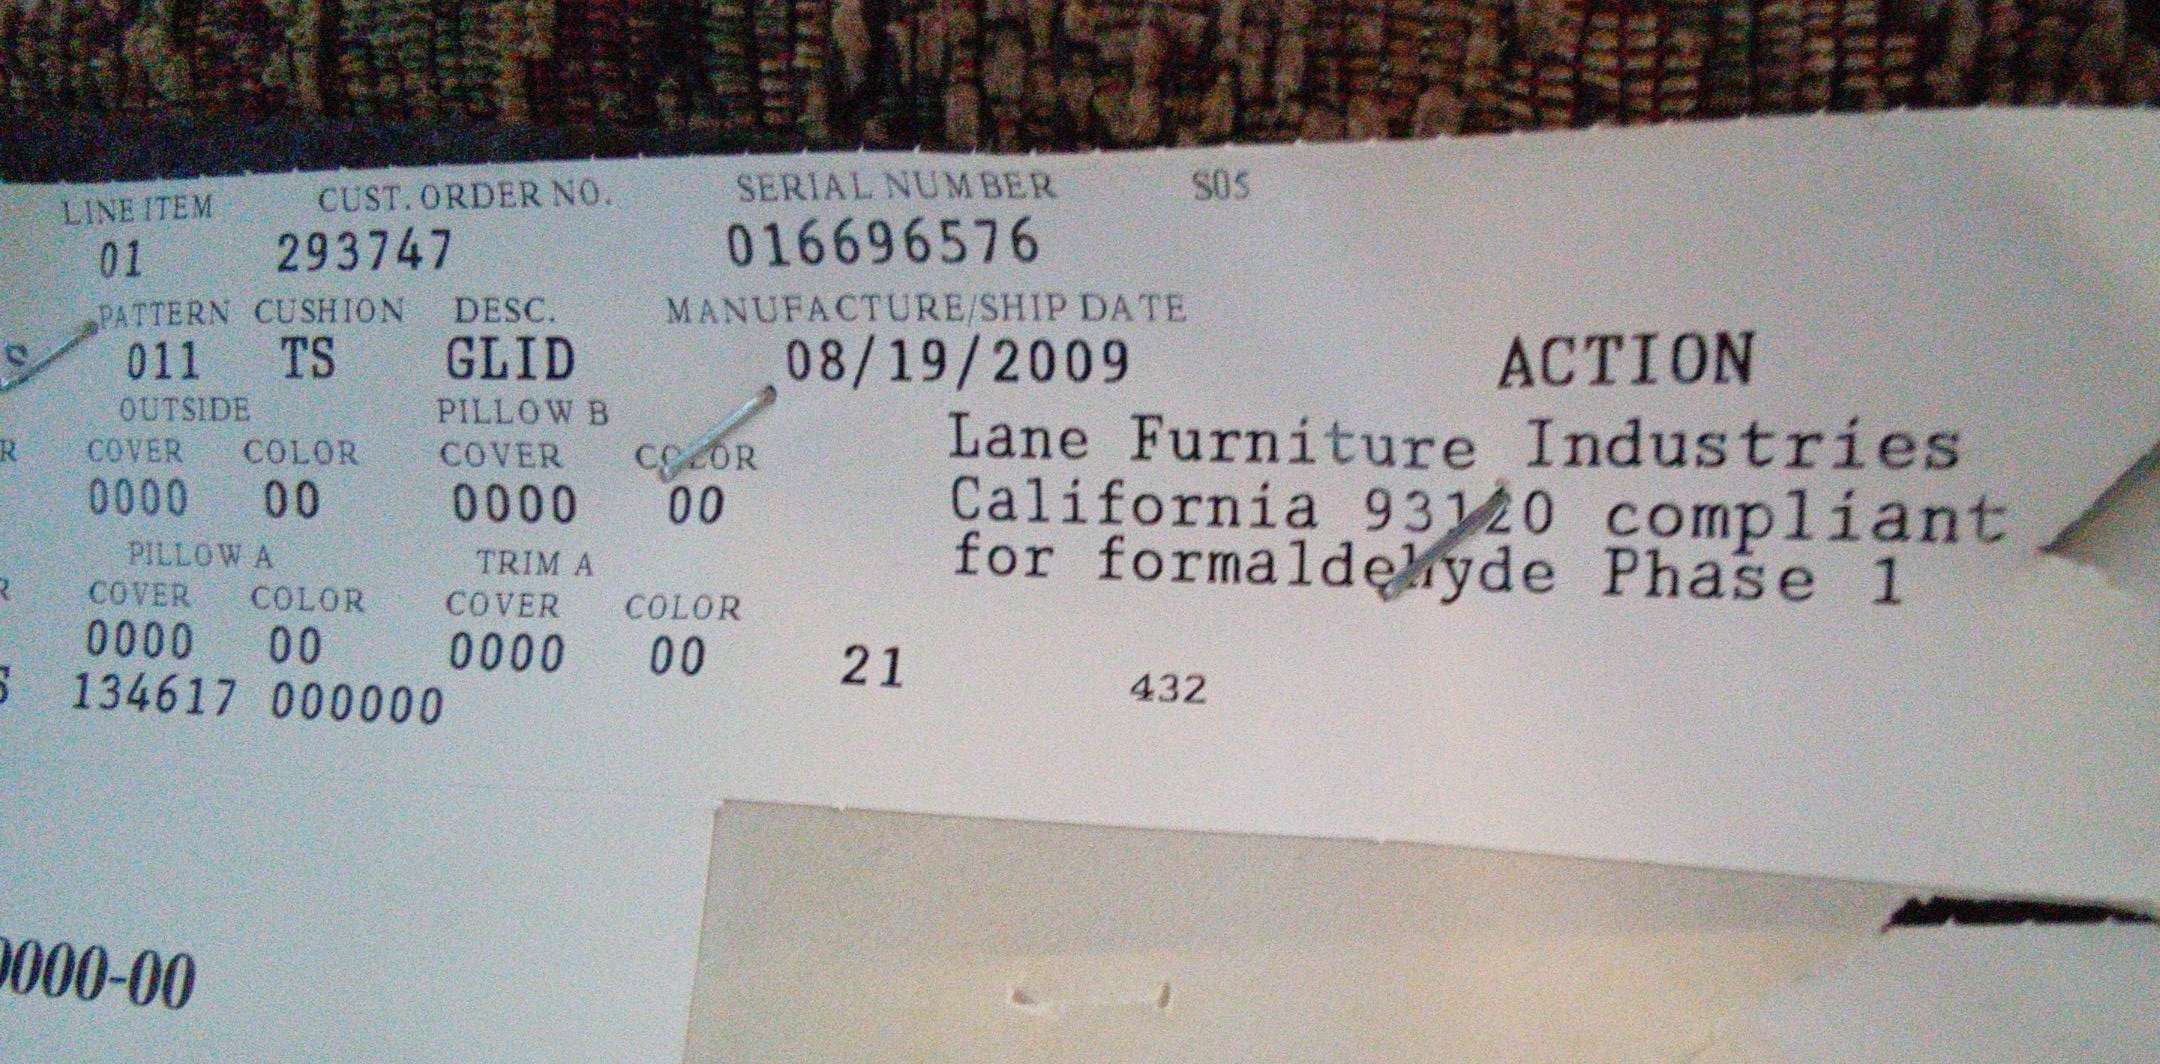 LINE ITEM CUST. ORDER NO. SERIAL NUMBER S05
01 293747 016696576
PATTERN CUSHION DESC. MANUFACTURE/SHIP DATE
S 011 TS GLID 08/19/2009 ACTION
OUTSIDE PILLOW B
R COVER COLOR COVER COLOR Lane Furniture Industries
0000 00 0000 00 California 93120 compliant
PILLOW A TRIM A for formaldehyde Phase 1
R COVER COLOR COVER COLOR
0000 00 0000 00 21 432
134617 000000
0000-00